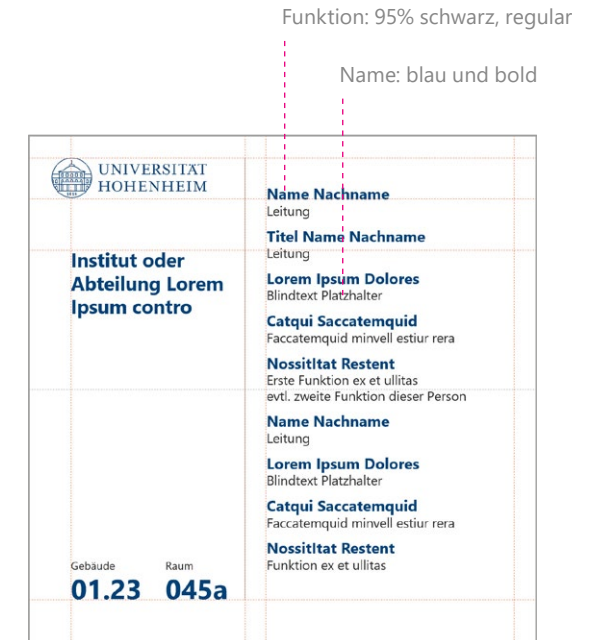 Funktion: 95% schwarz, regular
Name: blau und bold
UNIVERSITÄT
HOHENHEIM
Institut oder
Abteilung Lorem
Ipsum contro
Gebäude
01.23
Raum
045a
Name Nachname
Leitung
Titel Name Nachname
Leitung
Lorem Ipsum Dolores
Blindtext Platzhalter
Catqui Saccatemquid
Faccatemquid minvell estiur rera
NossitItat Restent
Erste Funktion ex et ullitas
evtl. zweite Funktion dieser Person
Name Nachname
Leitung
Lorem Ipsum Dolores
Blindtext Platzhalter
Catqui Saccatemquid
Faccatemquid minvell estiur rera
NossitItat Restent
Funktion ex et ullitas